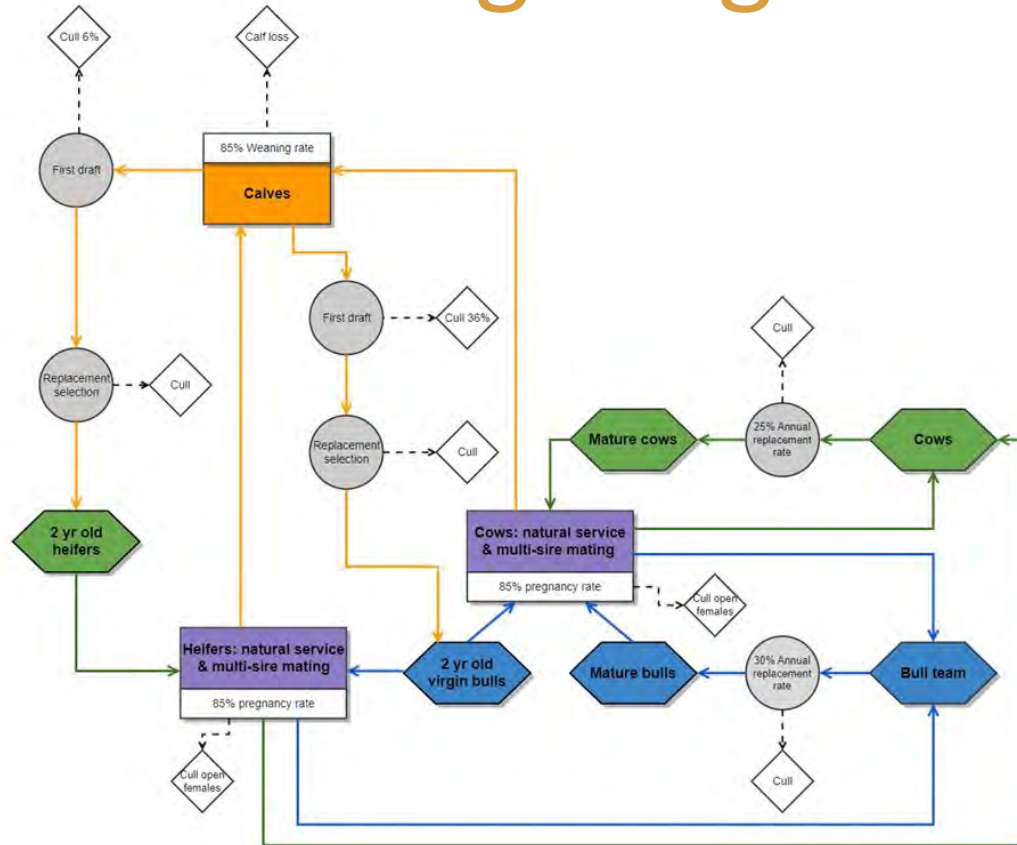 Cull 6%
Calf loss
85% Weaning rate
Calves
First draft
First draft
Cull 36%
Replacement
selection
Cull
Replacement
selection
Cull
Cull
25% Annual
replacement
rate
Mature cows
Cows
2 yr old
heifers
Cows: natural service
& multi-sire mating
85% pregnancy rate
Cull open
females
Heifers: natural service
& multi-sire mating
85% pregnancy rate
2 yr old
virgin bulls
Mature bulls
30% Annual
replacement
rate
Bull team
Cull open
females
Cull